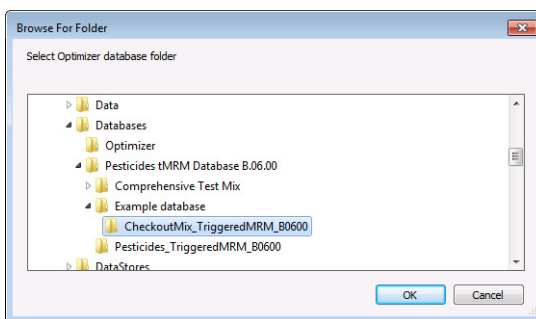 Browse For Folder
Select Optimizer database folder
Data
Databases
Optimizer
Pesticides tMRM Database B.06.00
Comprehensive Test Mix
Example database
CheckoutMix_TriggeredMRM_B0600
Pesticides_TriggeredMRM_B0600
DataStores
OK Cancel